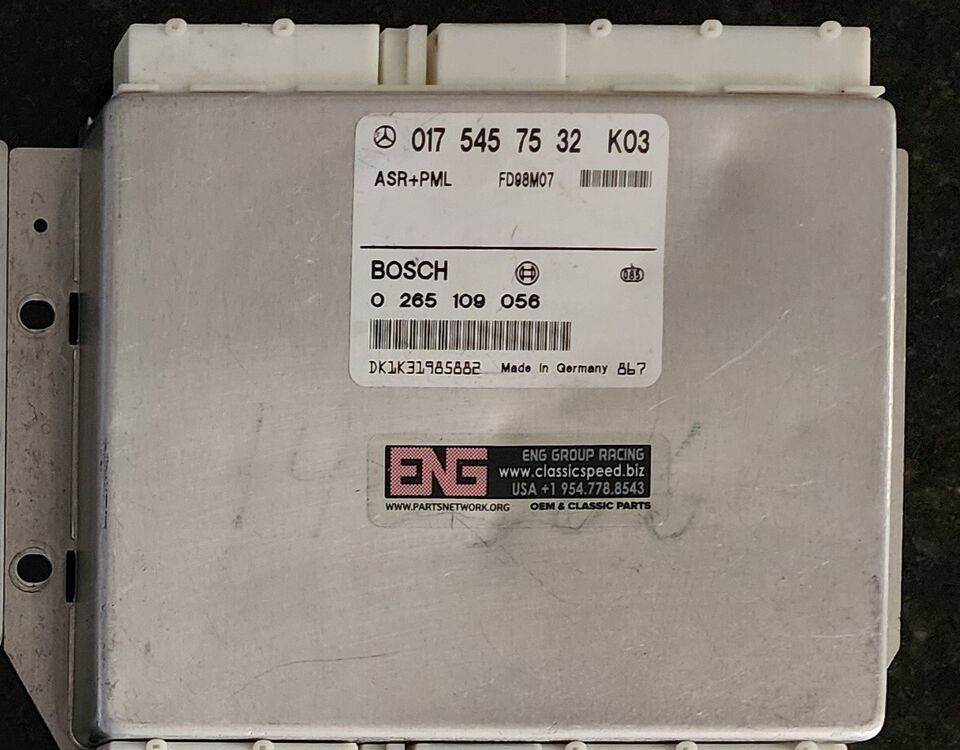 017 545 75 32 K03
ASR+PML FD98M07
BOSCH 085
0 265 109 056
DK1K31985882 Made in Germany 867
ENG ENG GROUP RACING
www.classicspeed.biz
USA +1 954.778.8543
WWW.PARTSNETWORK.ORG OEM & CLASSIC PARTS